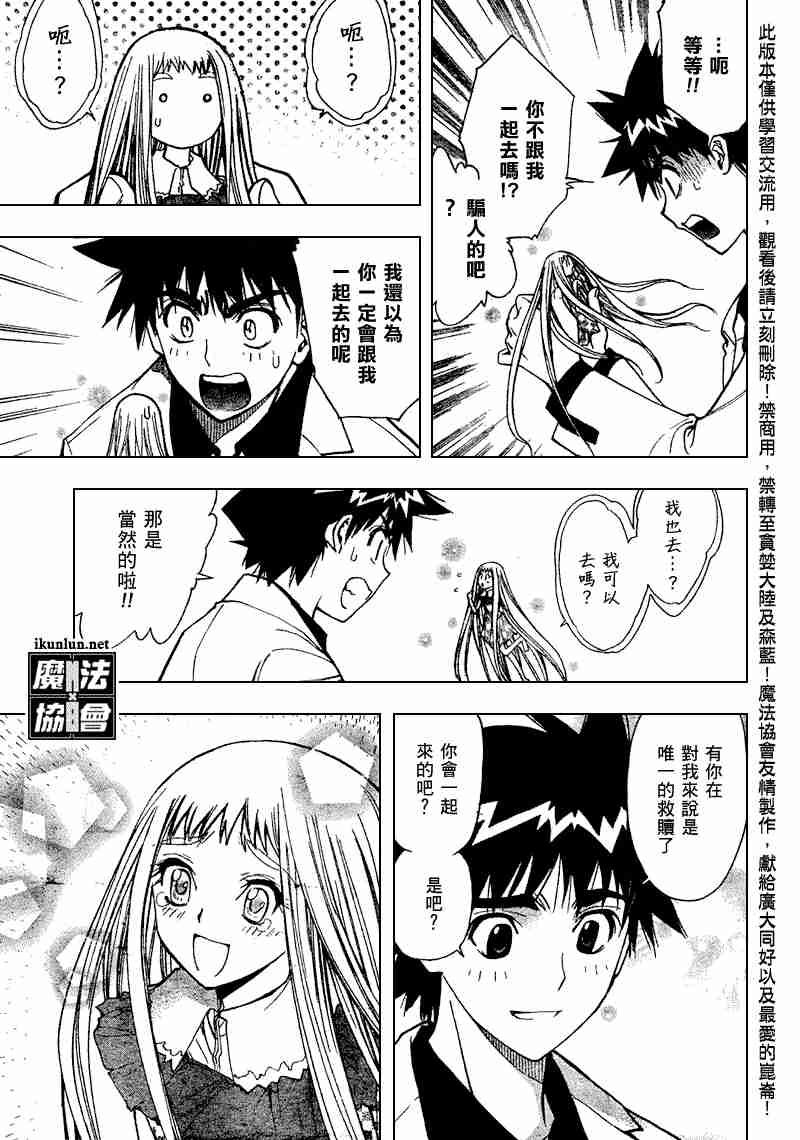 …呃
等等!!
你不跟我
一起去嗎!?
騙人的吧
?
呃…?
呃…?
我還以為
你一定會跟我
一起去的呢
我也去…?
我可以
去嗎?
那是
當然的啦!!
有你在
對我來說是
唯一的救贖了
你會一起
來的吧?
是吧?
ikunlun.net
魔法
協會
此版本僅供學習交流用，觀看後請立刻刪除！禁商用，禁轉至貪婪大陸及森藍！魔法協會友情製作，獻給廣大同好以及最愛的崑崙！